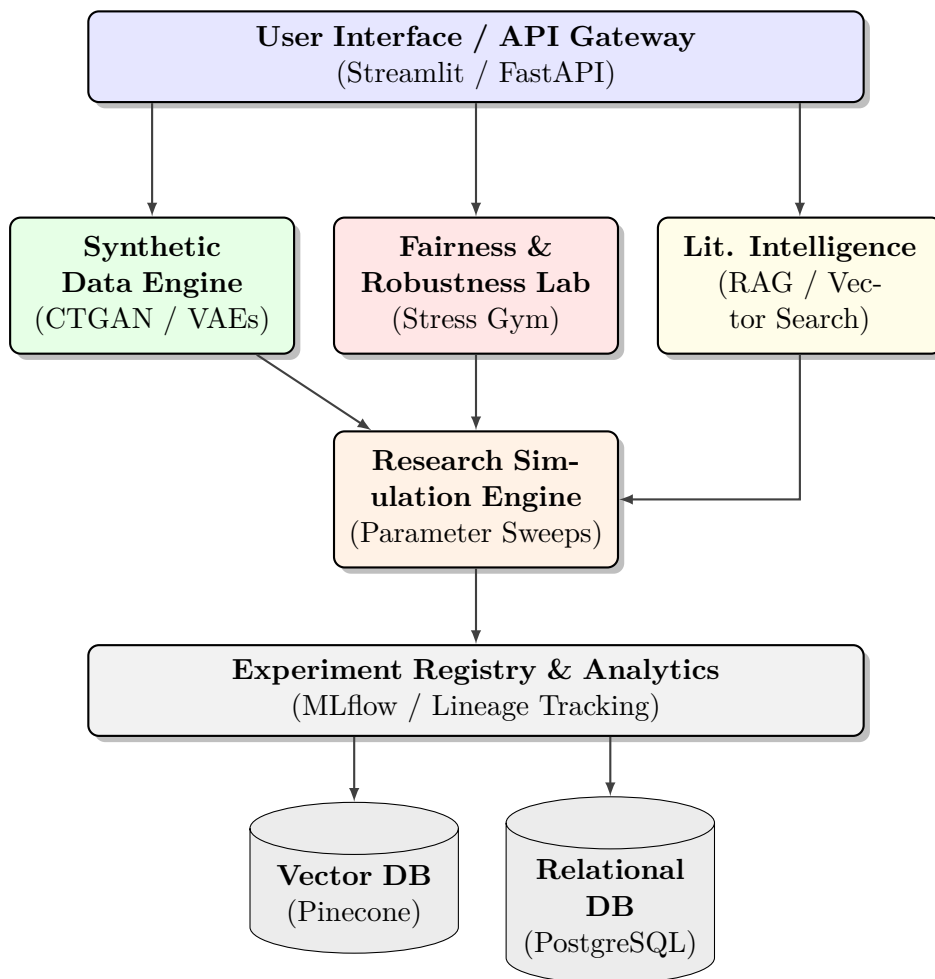 User Interface / API Gateway
(Streamlit / FastAPI)
Synthetic
Data Engine
(CTGAN / VAEs)
Fairness &
Robustness Lab
(Stress Gym)
Lit. Intelligence
(RAG / Vec-
tor Search)
Research Sim-
ulation Engine
(Parameter Sweeps)
Experiment Registry & Analytics
(MLflow / Lineage Tracking)
Vector DB
(Pinecone)
Relational
DB
(PostgreSQL)